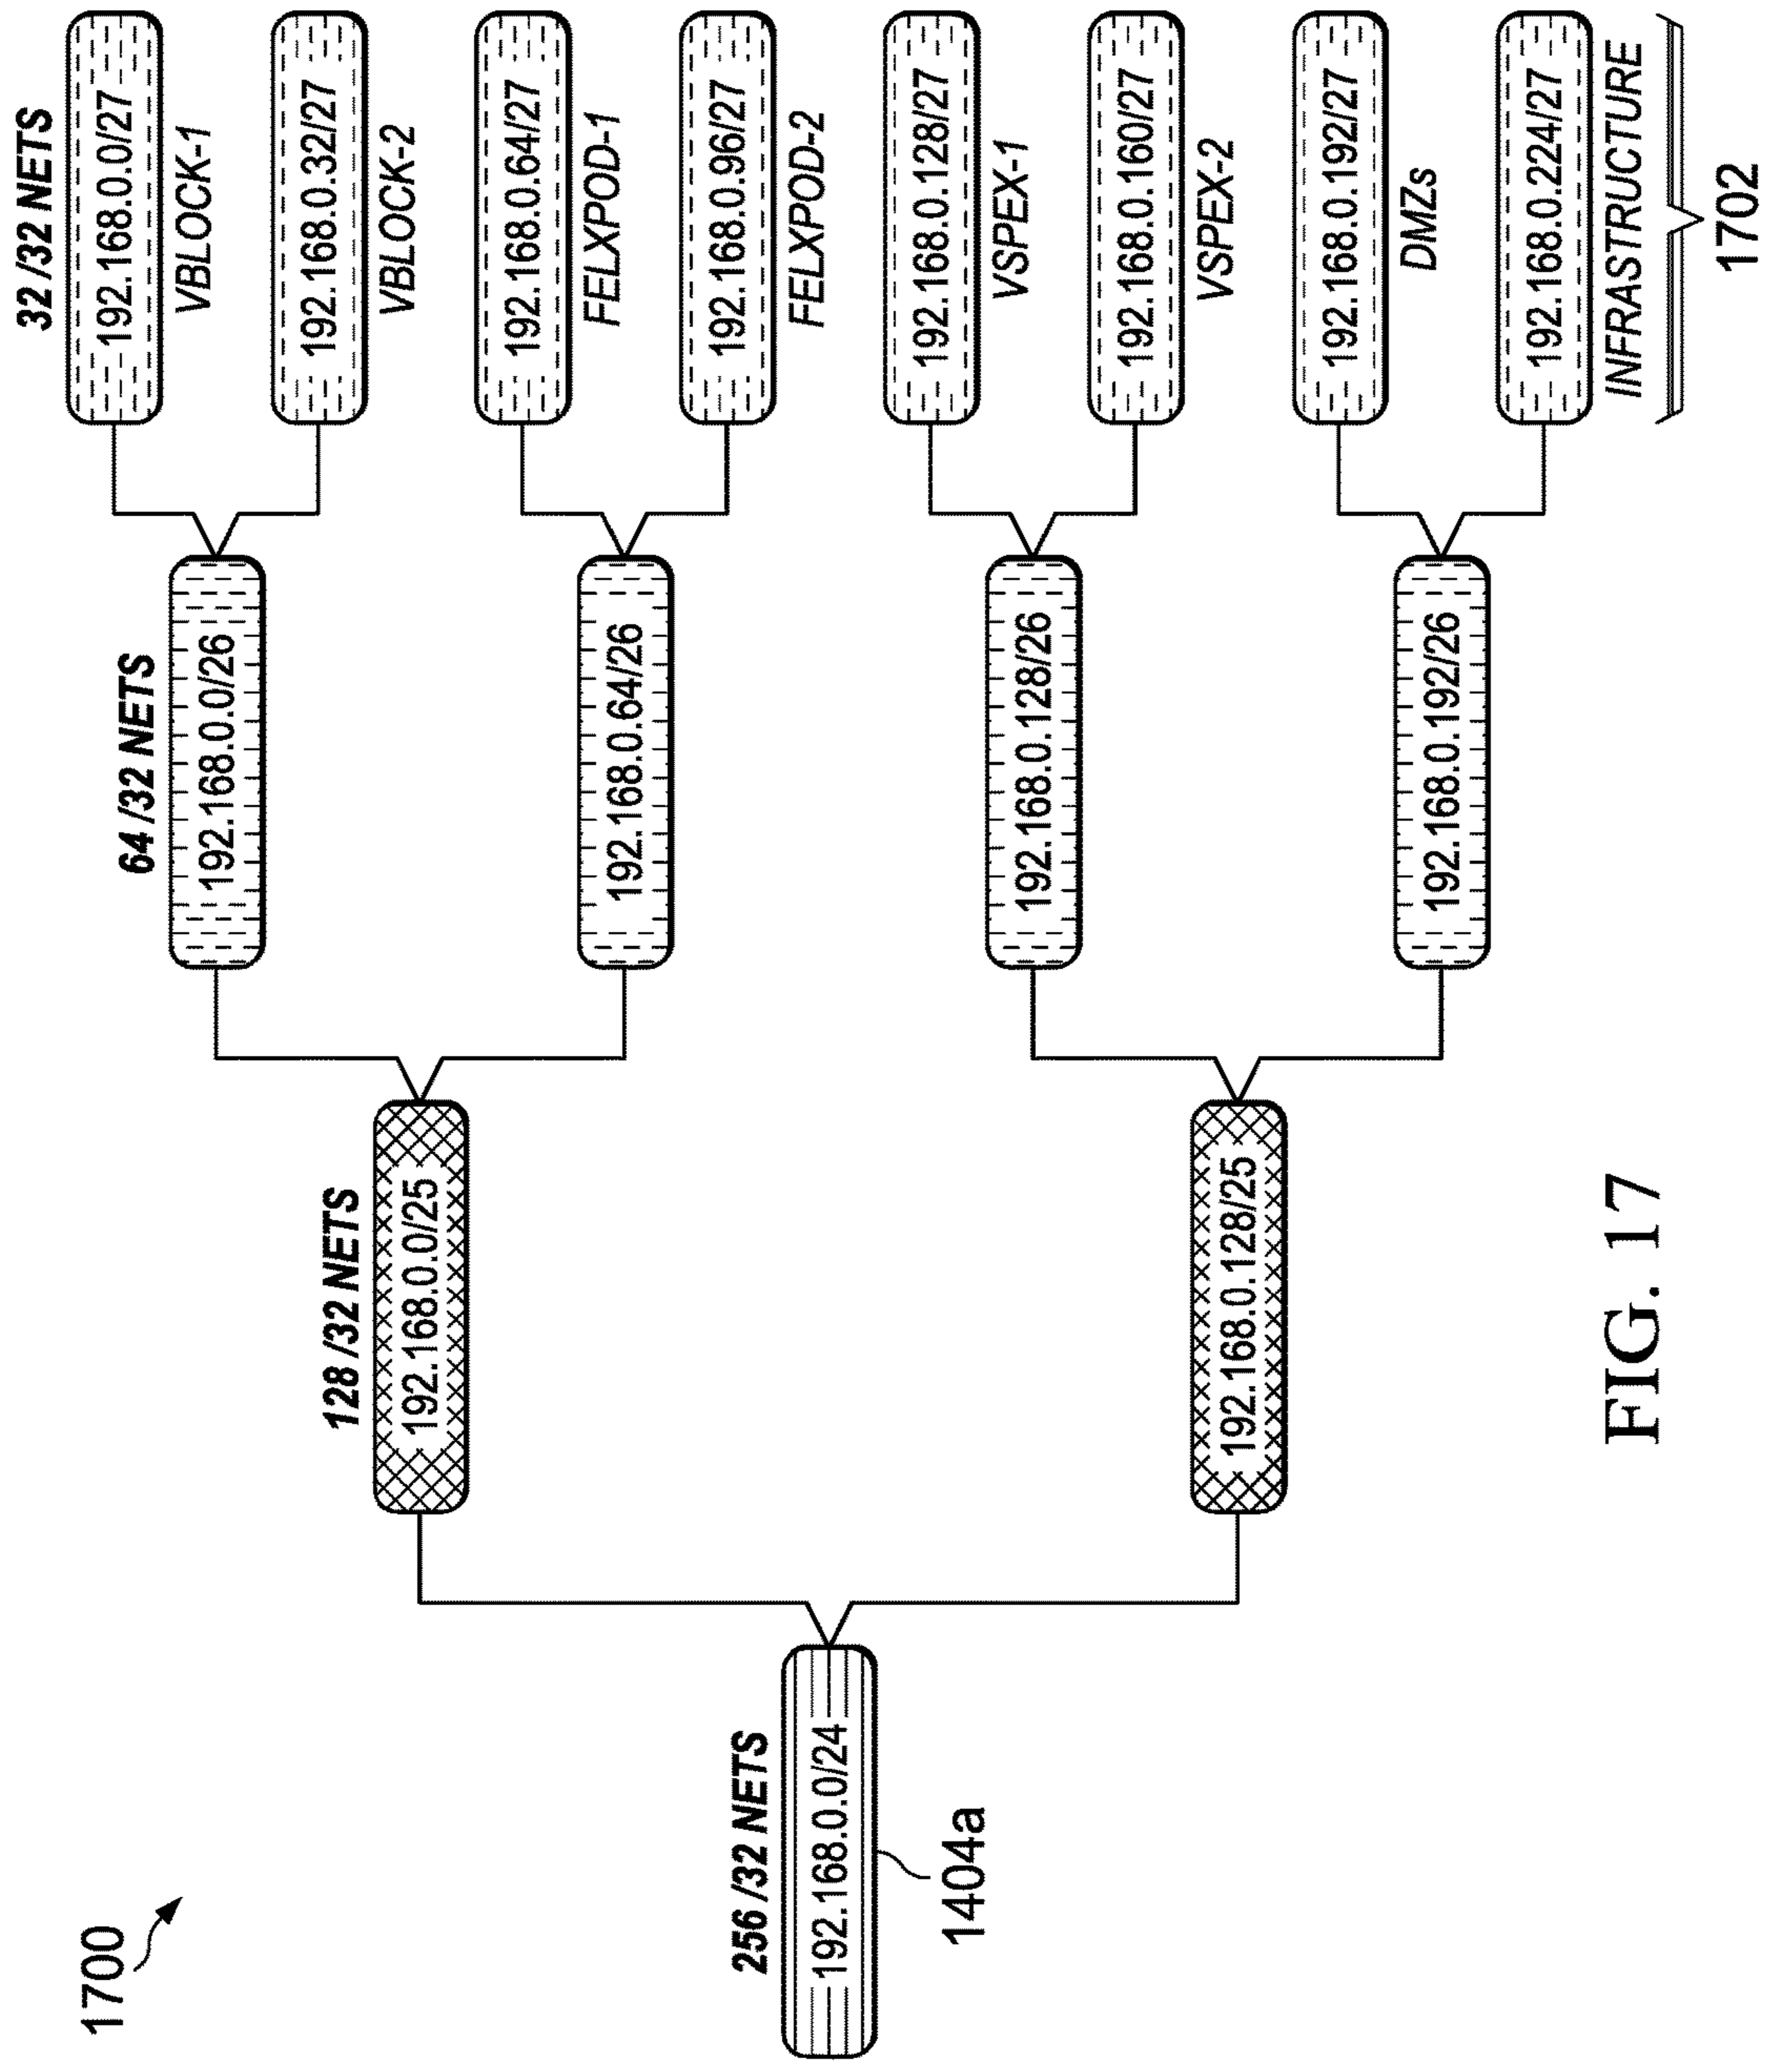 1700
256 /32 NETS
192.168.0.0/24
1404a
128 /32 NETS
192.168.0.0/25
192.168.0.128/25
64 /32 NETS
192.168.0.0/26
192.168.0.64/26
192.168.0.128/26
192.168.0.192/26
32 /32 NETS
192.168.0.0/27
VBLOCK-1
192.168.0.32/27
VBLOCK-2
192.168.0.64/27
FELXPOD-1
192.168.0.96/27
FELXPOD-2
192.168.0.128/27
VSPEX-1
192.168.0.160/27
VSPEX-2
192.168.0.192/27
DMZs
192.168.0.224/27
INFRASTRUCTURE
1702
FIG. 17